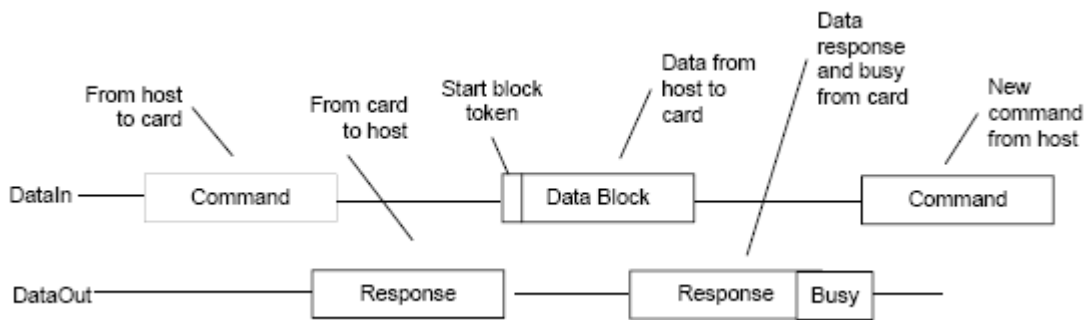 From host
to card
From card
to host
Start block
token
Data from
host to
card
Data
response
and busy
from card
New
command
from host
DataIn
Command
Data Block
Command
DataOut
Response
Response
Busy